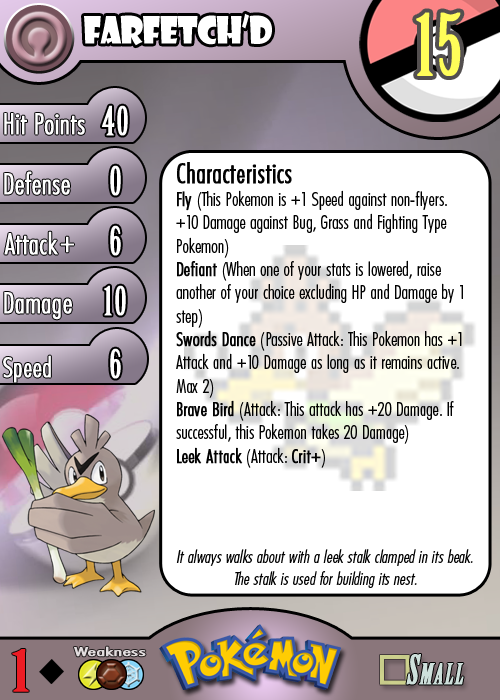 FARFETCH'D
15
Hit Points 40
Defense 0
Attack+ 6
Damage 10
Speed 6
Characteristics
Fly (This Pokemon is +1 Speed against non-flyers.
+10 Damage against Bug, Grass and Fighting Type
Pokemon)
Defiant (When one of your stats is lowered, raise
another of your choice excluding HP and Damage by 1
step)
Swords Dance (Passive Attack: This Pokemon has +1
Attack and +10 Damage as long as it remains active.
Max 2)
Brave Bird (Attack: This attack has +20 Damage. If
successful, this Pokemon takes 20 Damage)
Leek Attack (Attack: Crit+)
It always walks about with a leek stalk clamped in its beak.
The stalk is used for building its nest.
1
Weakness
POKéMON
SMALL